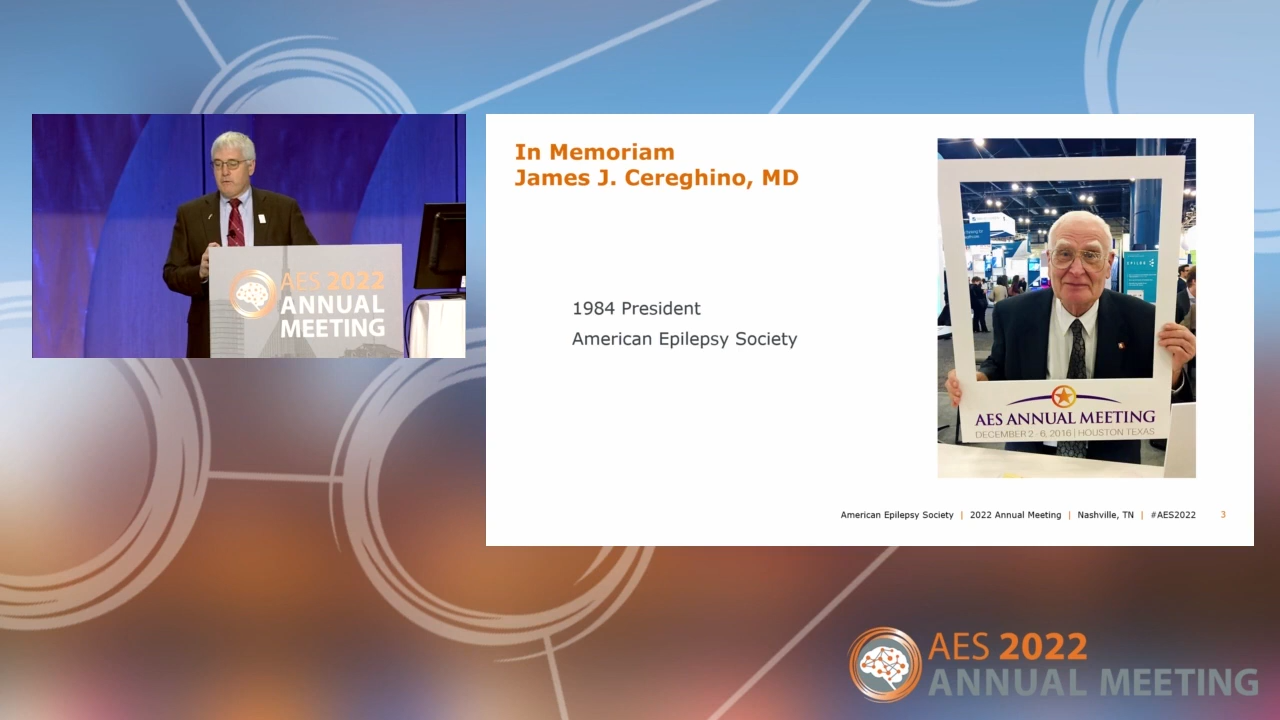 AES 2022
ANNUAL
MEETING
In Memoriam
James J. Cereghino, MD
1984 President
American Epilepsy Society
AES ANNUAL MEETING
DECEMBER 2 - 6, 2016 | HOUSTON TEXAS
American Epilepsy Society | 2022 Annual Meeting | Nashville, TN | #AES2022 3
AES 2022
ANNUAL MEETING